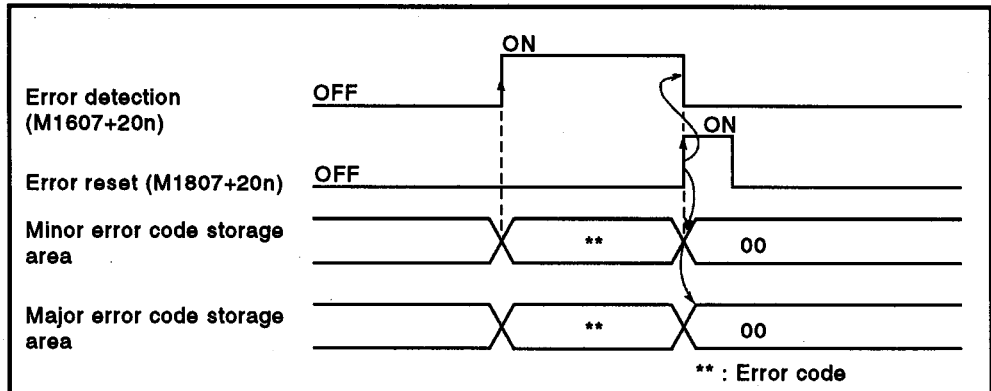 ON
Error detection
OFF
(M1607+20n)
ON
Error reset (M1807+20n)
OFF
Minor error code storage
area
**
00
Major error code storage
area
**
00
** : Error code